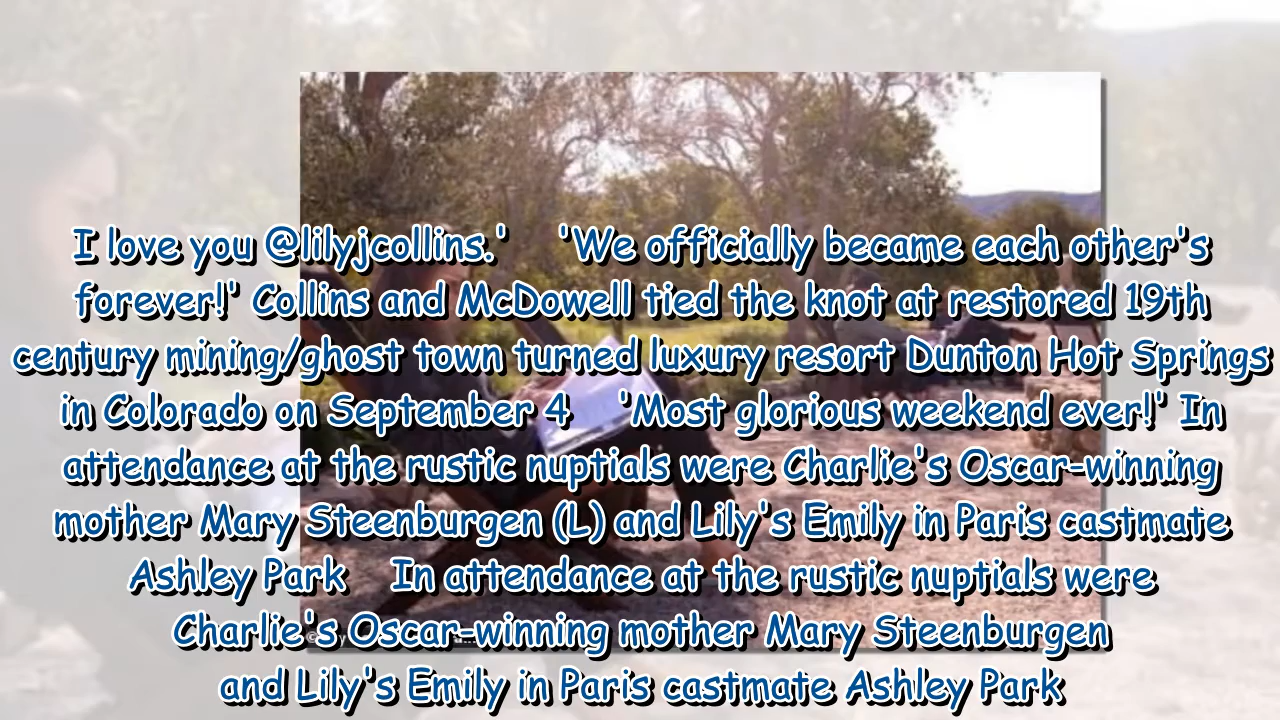 I love you @lilyjcollins.' 'We officially became each other's
forever!' Collins and McDowell tied the knot at restored 19th
century mining/ghost town turned luxury resort Dunton Hot Springs
in Colorado on September 4 'Most glorious weekend ever!' In
attendance at the rustic nuptials were Charlie's Oscar-winning
mother Mary Steenburgen (L) and Lily's Emily in Paris castmate
Ashley Park In attendance at the rustic nuptials were
Charlie's Oscar-winning mother Mary Steenburgen
and Lily's Emily in Paris castmate Ashley Park